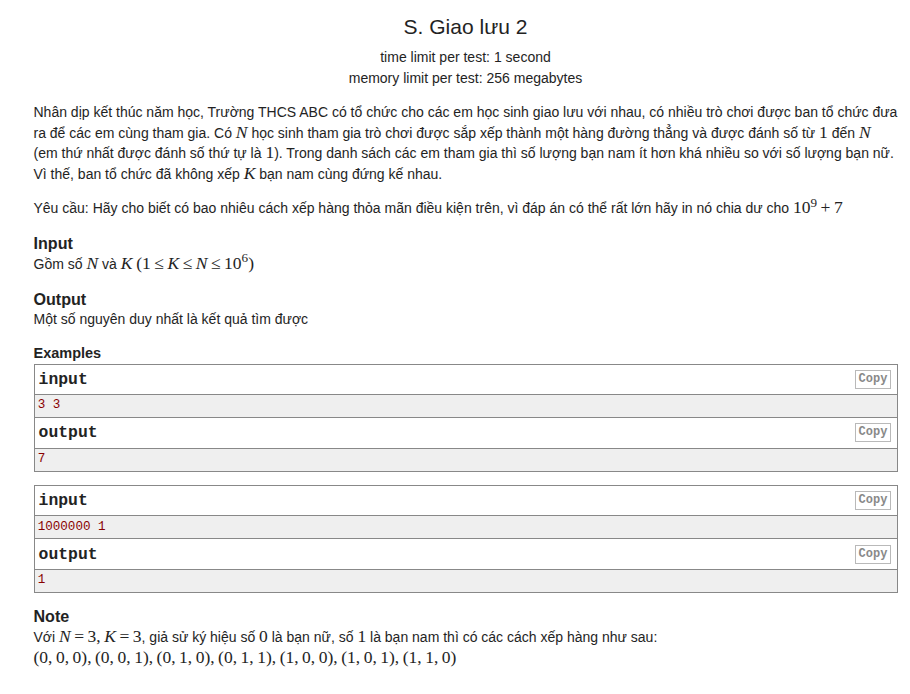 S. Giao lưu 2
time limit per test: 1 second
memory limit per test: 256 megabytes
Nhân dịp kết thúc năm học, Trường THCS ABC có tổ chức cho các em học sinh giao lưu với nhau, có nhiều trò chơi được ban tổ chức đưa
ra để các em cùng tham gia. Có N học sinh tham gia trò chơi được sắp xếp thành một hàng đường thẳng và được đánh số từ 1 đến N
(em thứ nhất được đánh số thứ tự là 1). Trong danh sách các em tham gia thì số lượng bạn nam ít hơn khá nhiều so với số lượng bạn nữ.
Vì thế, ban tổ chức đã không xếp K bạn nam cùng đứng kế nhau.
Yêu cầu: Hãy cho biết có bao nhiêu cách xếp hàng thỏa mãn điều kiện trên, vì đáp án có thể rất lớn hãy in nó chia dư cho 10^9 + 7
Input
Gồm số N và K (1 ≤ K ≤ N ≤ 10^6)
Output
Một số nguyên duy nhất là kết quả tìm được
Examples
input
Copy
3 3
output
Copy
7
input
Copy
1000000 1
output
Copy
1
Note
Với N = 3, K = 3, giả sử ký hiệu số 0 là bạn nữ, số 1 là bạn nam thì có các cách xếp hàng như sau:
(0, 0, 0), (0, 0, 1), (0, 1, 0), (0, 1, 1), (1, 0, 0), (1, 0, 1), (1, 1, 0)